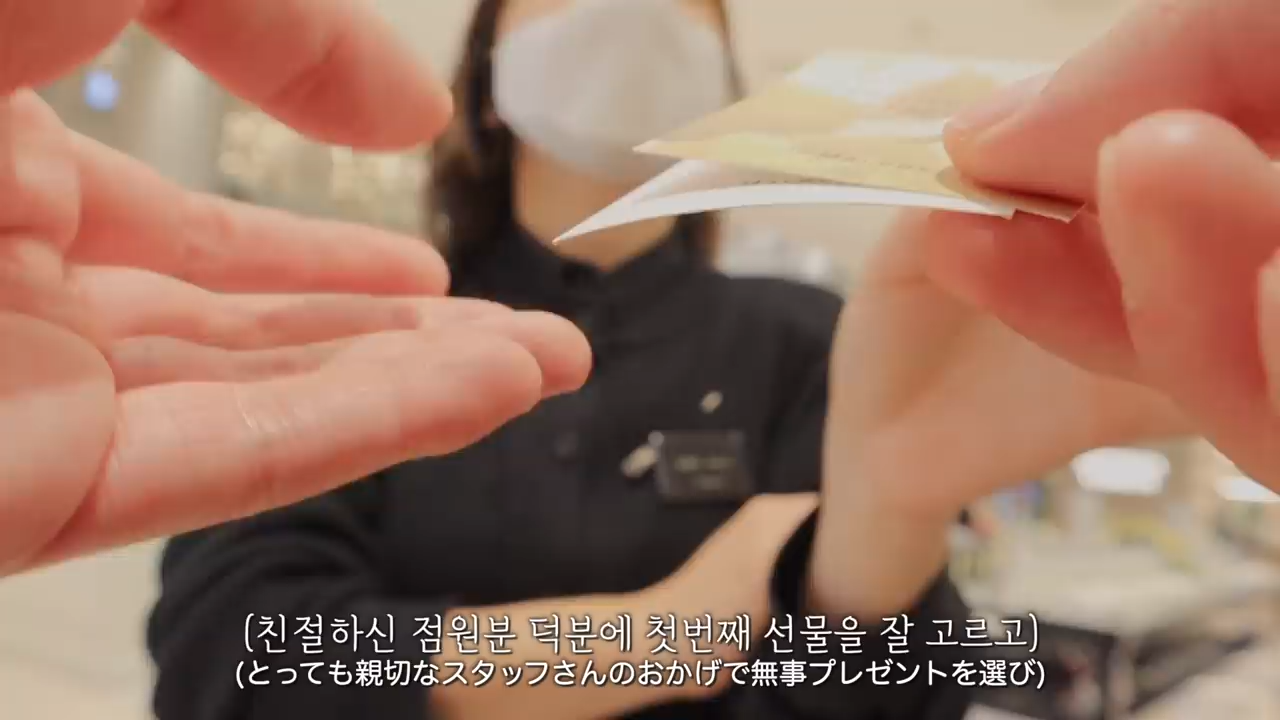 (친절하신 점원분 덕분에 첫번째 선물을 잘 고르고)
(とっても親切なスタッフさんのおかげで無事プレゼントを選び)